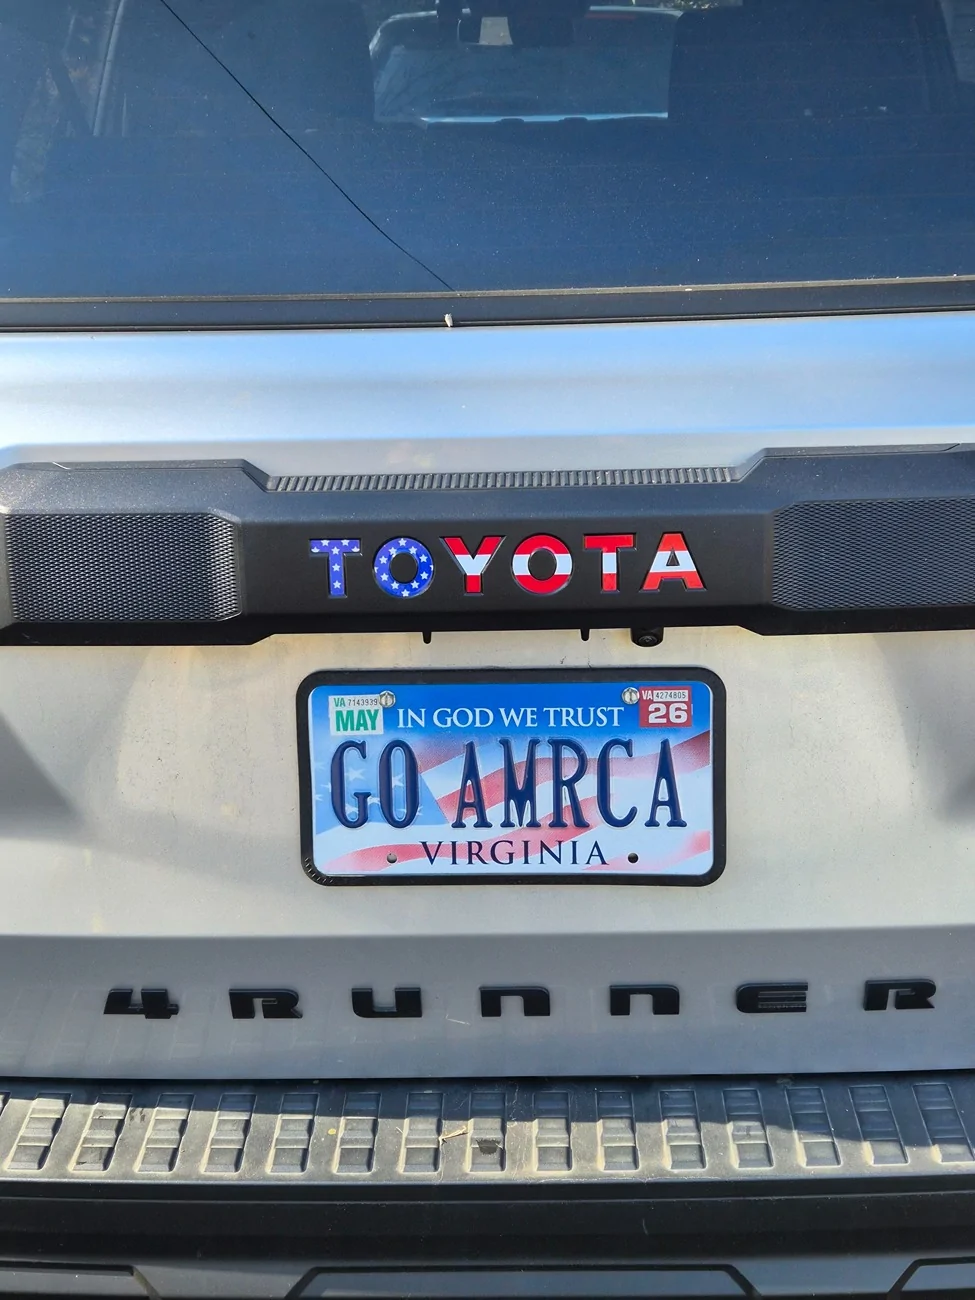 TOYOTA
VA 7143939
MAY
IN GOD WE TRUST
VA 4274805
26
GO AMRCA
VIRGINIA
4RUNNER